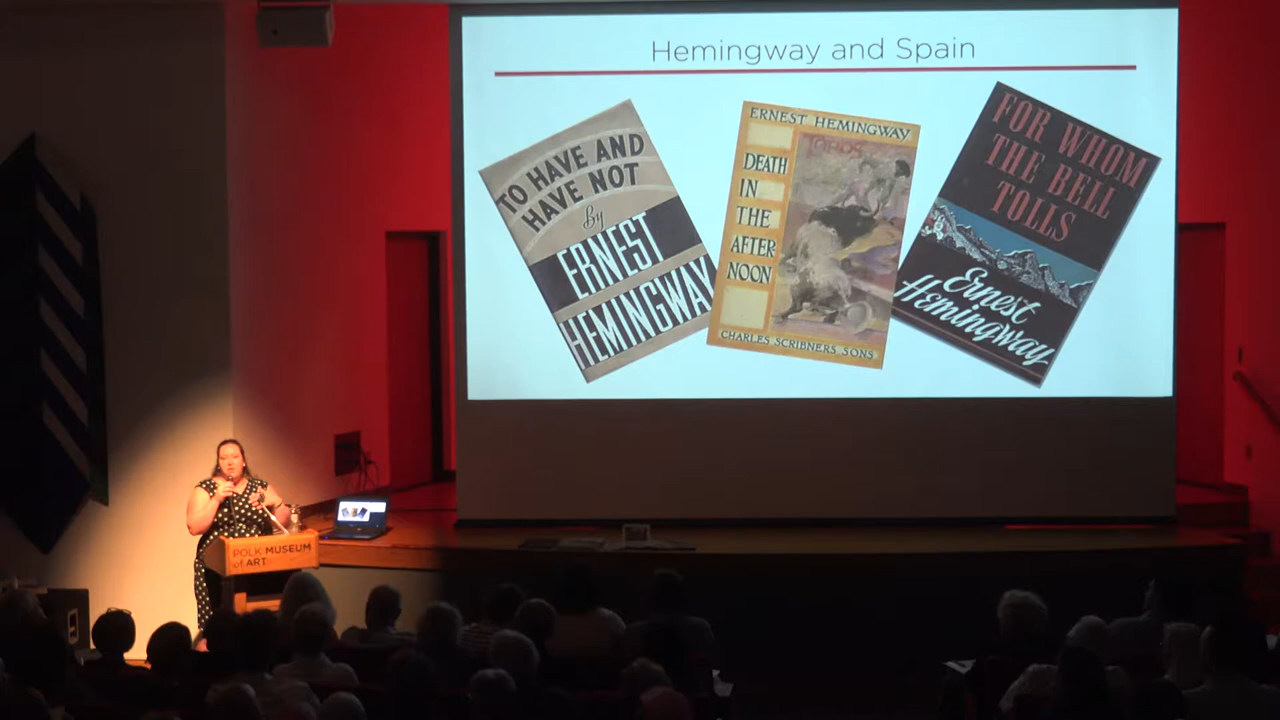 Hemingway and Spain
TO HAVE AND
HAVE NOT
By
ERNEST
HEMINGWAY
ERNEST HEMINGWAY
TOROS
DEATH
IN
THE
AFTER
NOON
CHARLES SCRIBNERS SONS
FOR WHOM
THE BELL
TOLLS
Ernest
Hemingway
POLK MUSEUM
of ART